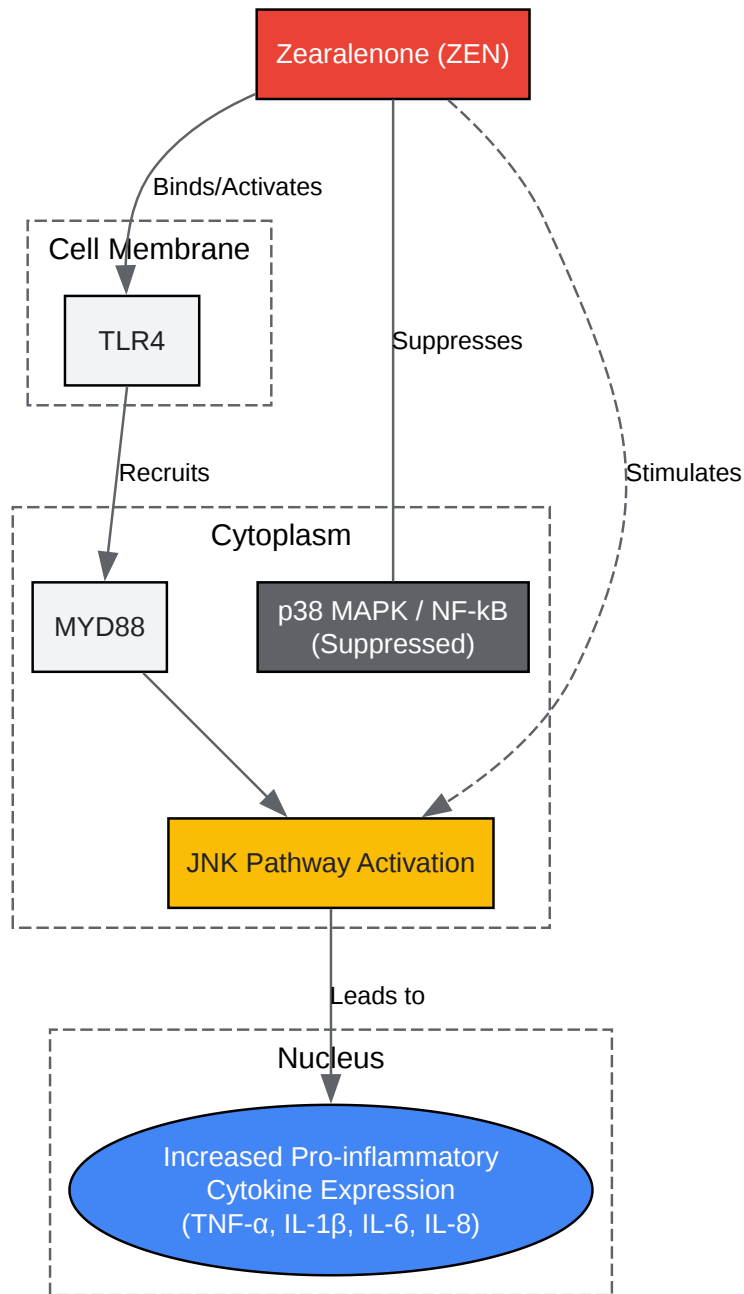 Zearalenone (ZEN)
Binds/Activates
Cell Membrane
TLR4
Suppresses
Recruits
Stimulates
Cytoplasm
MYD88
p38 MAPK / NF-kB
(Suppressed)
JNK Pathway Activation
Leads to
Nucleus
Increased Pro-inflammatory
Cytokine Expression
(TNF-α, IL-1β, IL-6, IL-8)